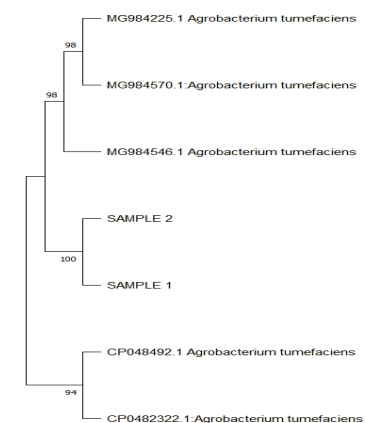 MG984225.1 Agrobacterium tumefaciens
98
MG984570.1:Agrobacterium tumefaciens
98
MG984546.1 Agrobacterium tumefaciens
SAMPLE 2
100
SAMPLE 1
CP048492.1 Agrobacterium tumefaciens
94
CP0482322.1:Agrobacterium tumefaciens